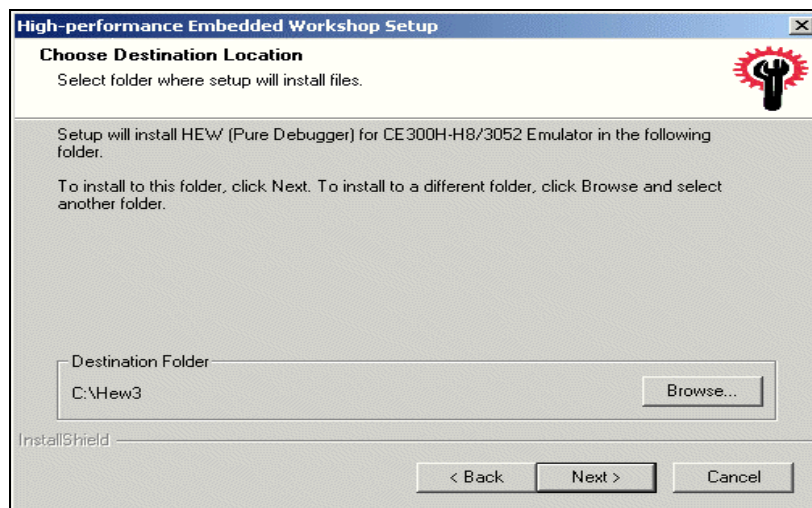 High-performance Embedded Workshop Setup
Choose Destination Location
Select folder where setup will install files.
Setup will install HEW (Pure Debugger) for CE300H-H8/3052 Emulator in the following
folder.
To install to this folder, click Next. To install to a different folder, click Browse and select
another folder.
Destination Folder
C:\Hew3
Browse...
InstallShield
< Back
Next >
Cancel